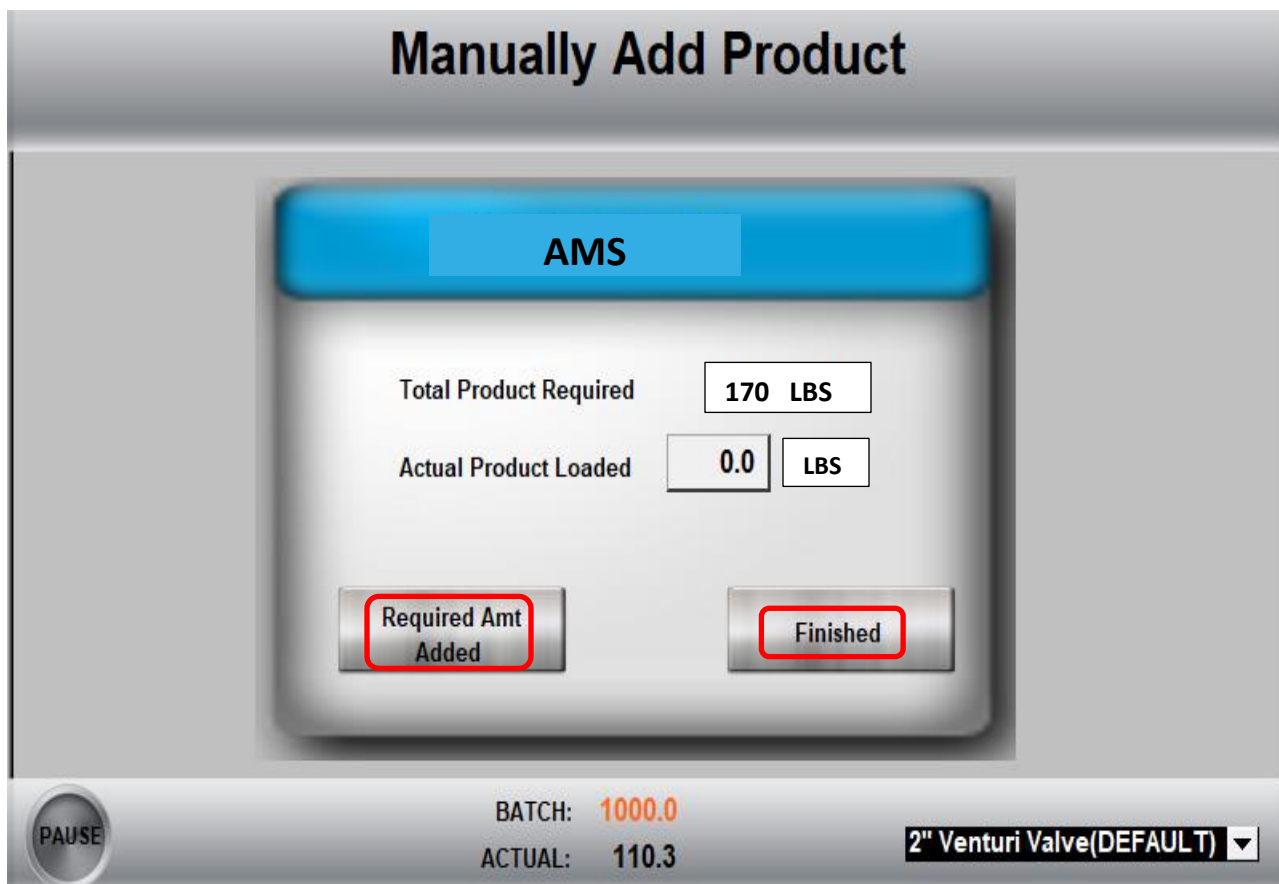 Manually Add Product
AMS
Total Product Required 170 LBS
Actual Product Loaded 0.0 LBS
Required Amt
Added
Finished
PAUSE
BATCH: 1000.0
ACTUAL: 110.3
2" Venturi Valve(DEFAULT)